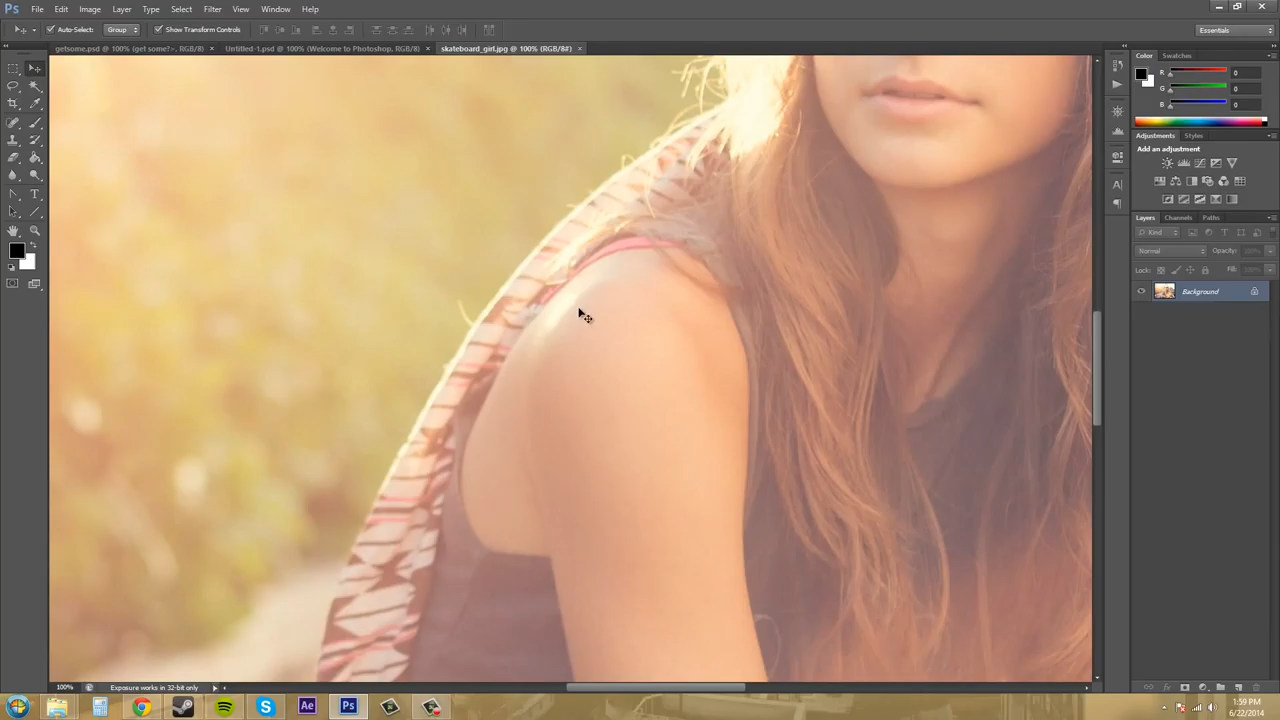 Ps File Edit Image Layer Type Select Filter View Window Help
Auto-Select: Group Show Transform Controls Essentials
getsome.psd @ 100% (get some?>, RGB/8) × Untitled-1.psd @ 100% (Welcome to Photoshop, RGB/8) × skateboard_girl.jpg @ 100% (RGB/8#) ×
Color Swatches
R 0
G 0
B 0
Adjustments Styles
Add an adjustment
Layers Channels Paths
Kind
Normal Opacity:
Lock: Fill:
Background
100% Exposure works in 32-bit only
Ae Ps
1:59 PM
6/22/2014